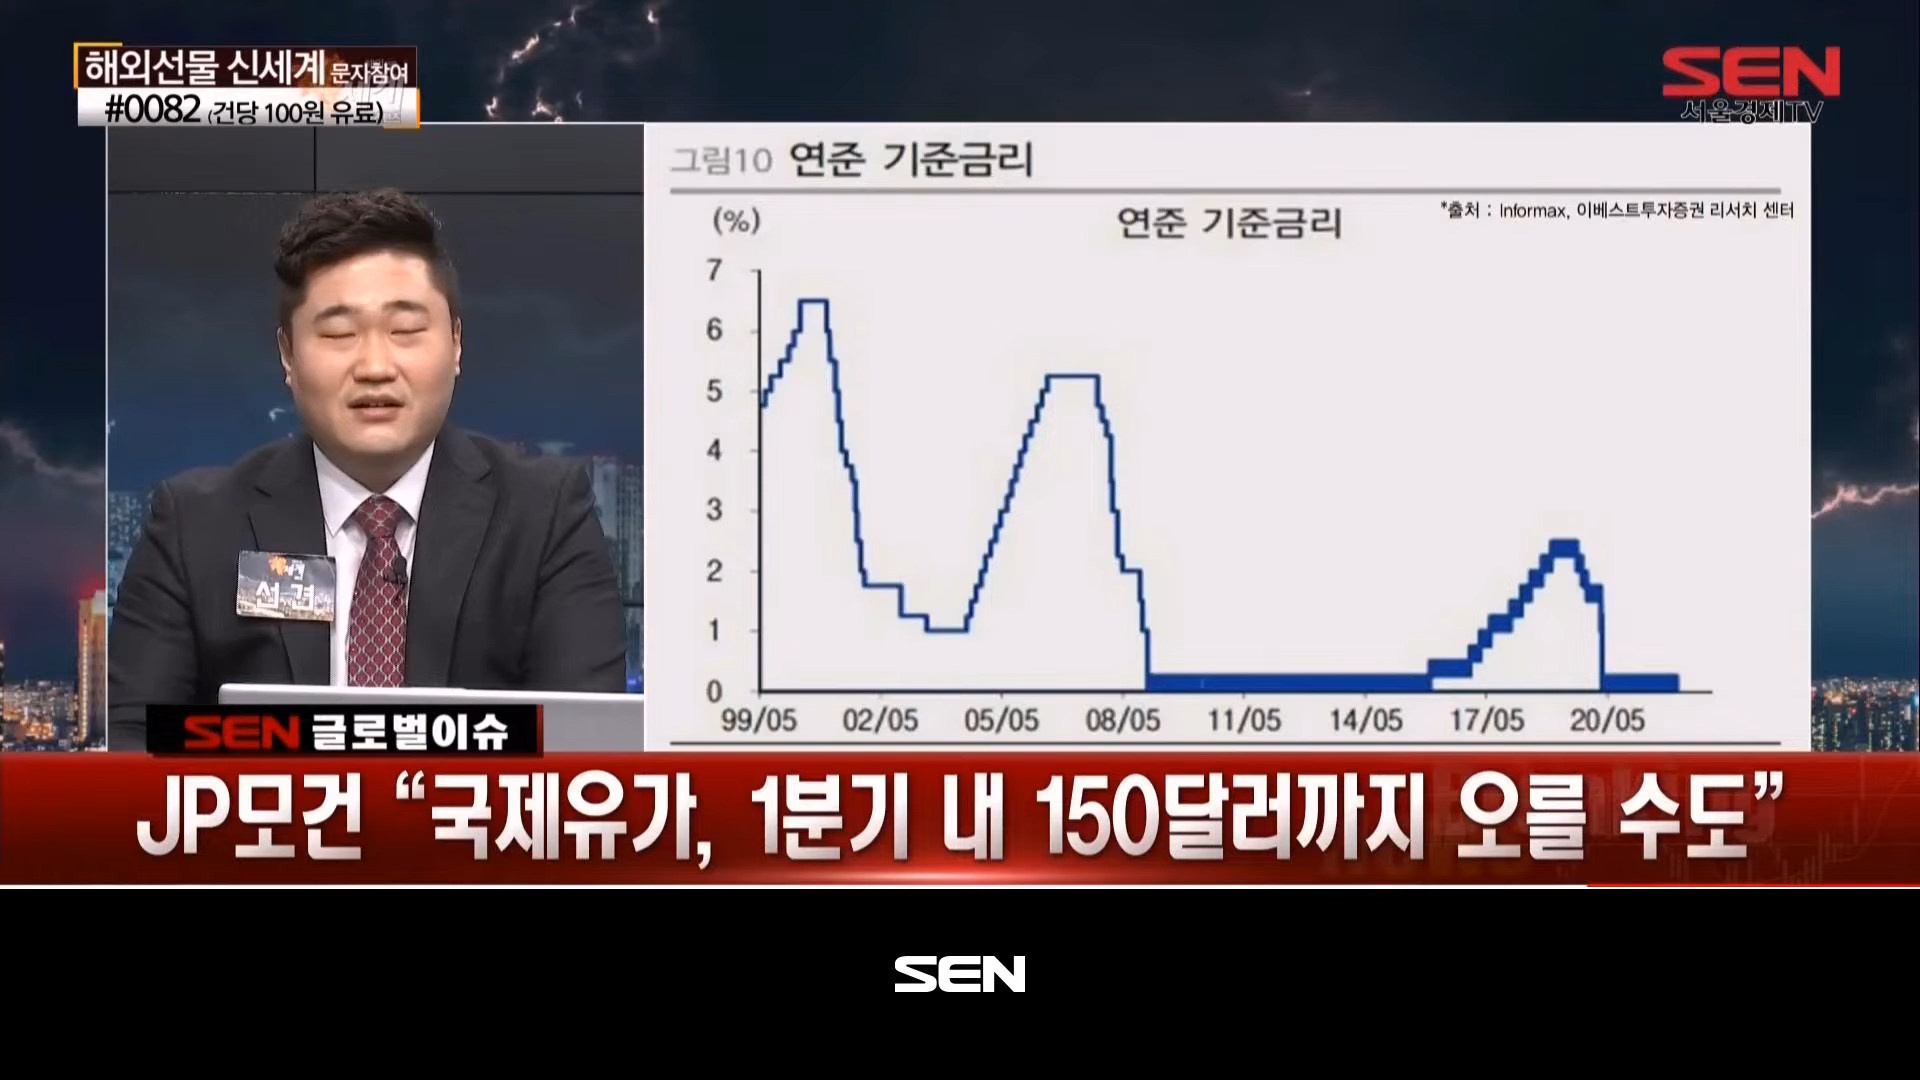 해외선물 신세계 문자참여
#0082 (건당 100원 유료)
SEN
서울경제TV
그림10 연준 기준금리
(%)
연준 기준금리
*출처 : Informax, 이베스트투자증권 리서치 센터
7
6
5
4
3
2
1
0
99/05 02/05 05/05 08/05 11/05 14/05 17/05 20/05
선 견
SEN 글로벌이슈
JP모건 “국제유가, 1분기 내 150달러까지 오를 수도”
SEN